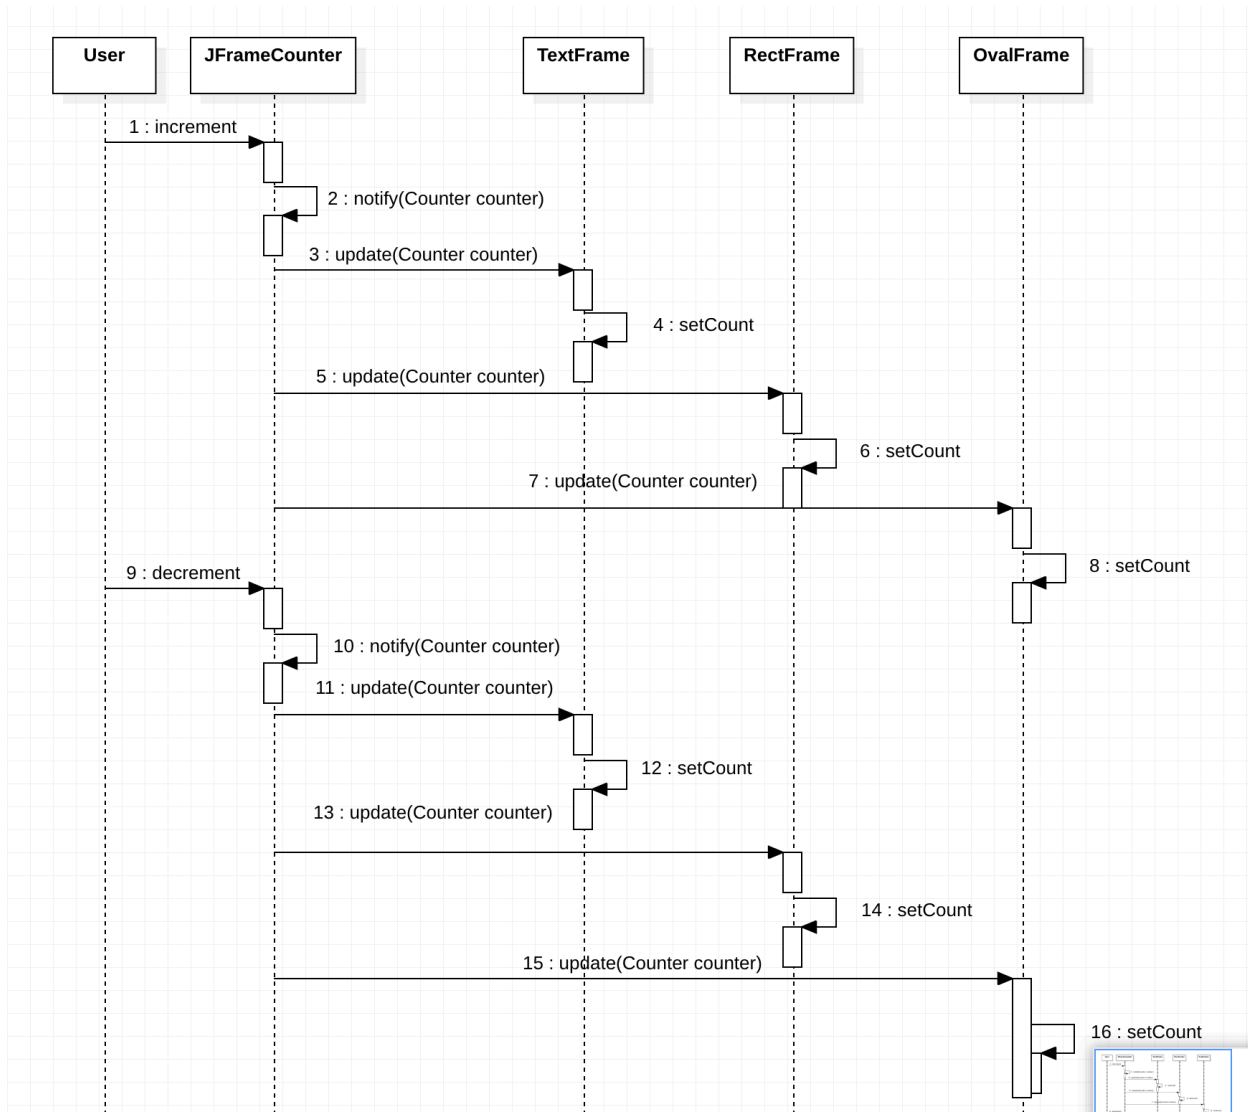 User
JFrameCounter
TextFrame
RectFrame
OvalFrame
1 : increment
2 : notify(Counter counter)
3 : update(Counter counter)
4 : setCount
5 : update(Counter counter)
6 : setCount
7 : update(Counter counter)
8 : setCount
9 : decrement
10 : notify(Counter counter)
11 : update(Counter counter)
12 : setCount
13 : update(Counter counter)
14 : setCount
15 : update(Counter counter)
16 : setCount